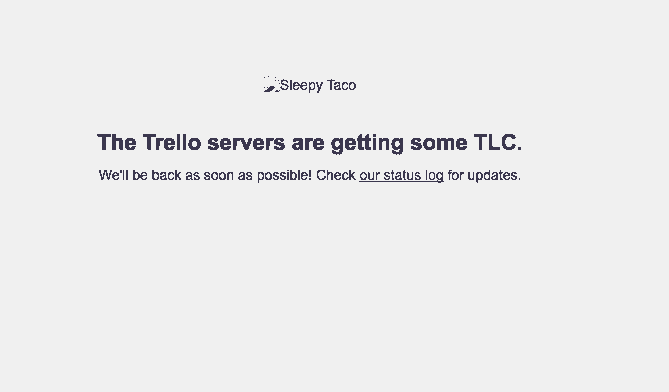 Sleepy Taco
The Trello servers are getting some TLC.
We'll be back as soon as possible! Check our status log for updates.